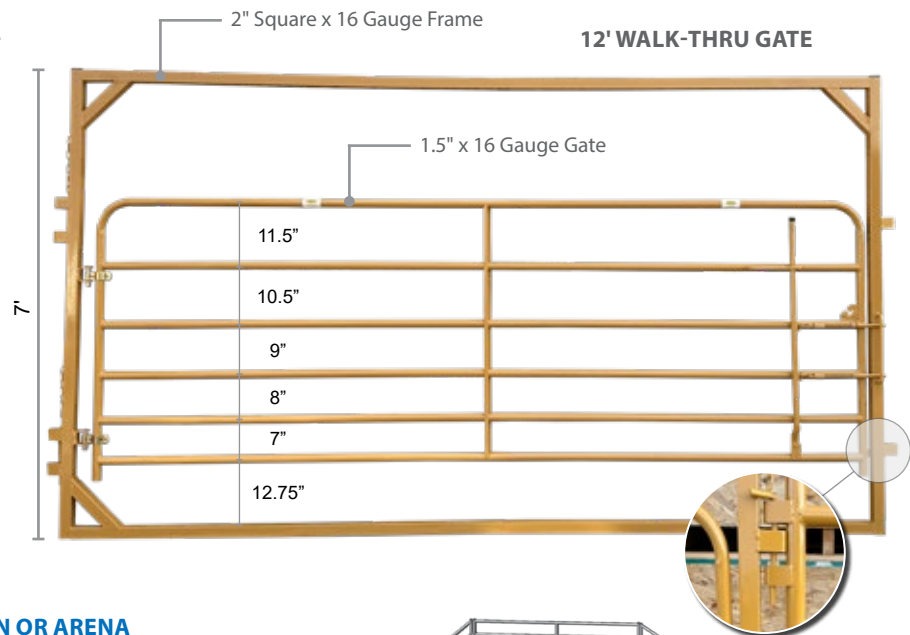 2" Square x 16 Gauge Frame
12' WALK-THRU GATE
1.5" x 16 Gauge Gate
11.5”
10.5”
9”
8”
7”
12.75”
7'
N OR ARENA